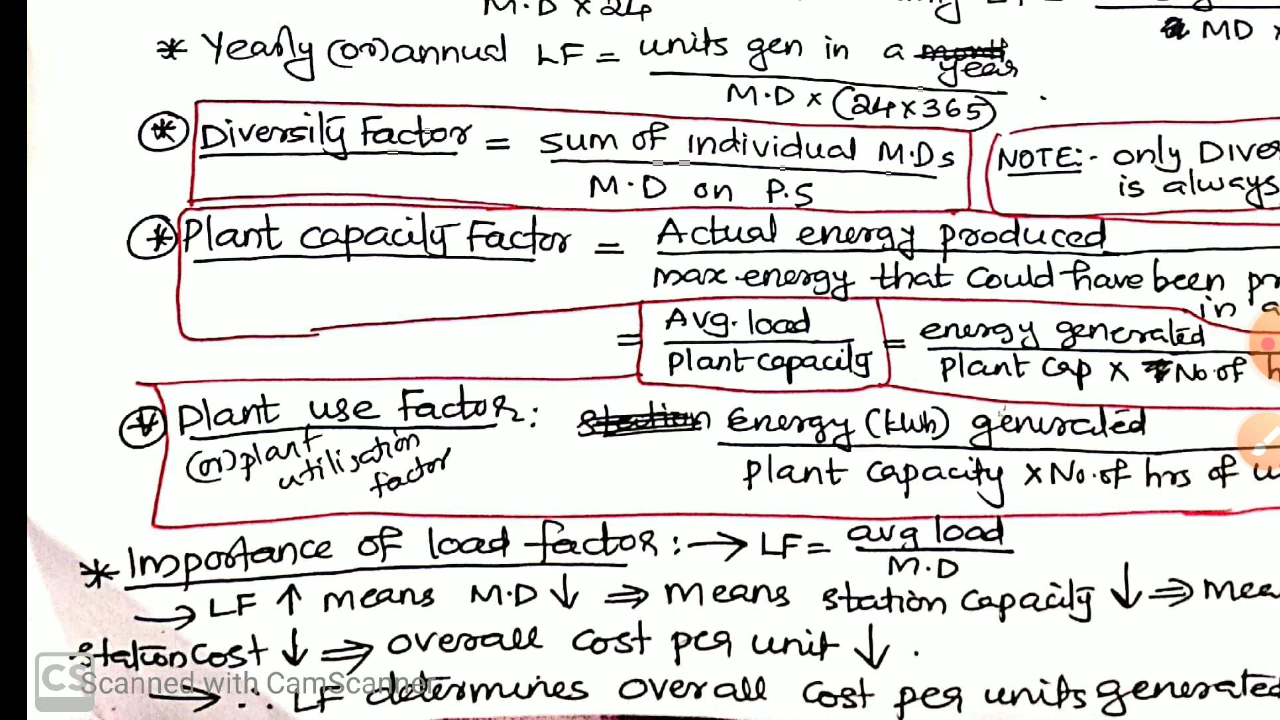 M.D x 24
MD x
* Yearly (or) annual LF = units gen in a year
M.D x (24x365)
* Diversity Factor = sum of individual M.Ds
M.D on P.S
NOTE:- only Diver
is always
* Plant capacity Factor = Actual energy produced
max.energy that could have been pr
in a
= Avg.load = energy generated
plant capacity plant cap x No.of h
* Plant use factor: Energy (kwh) generated
(or) plant utilisation factor
plant capacity x No.of hrs of u
* Importance of load factor: → LF = avg load
M.D
→ LF ↑ means M.D ↓ ⇒ means station capacity ↓ ⇒ mea
station cost ↓ ⇒ overall cost per unit ↓.
→ ∴ LF determines overall cost per units generated
CS Scanned with CamScanner